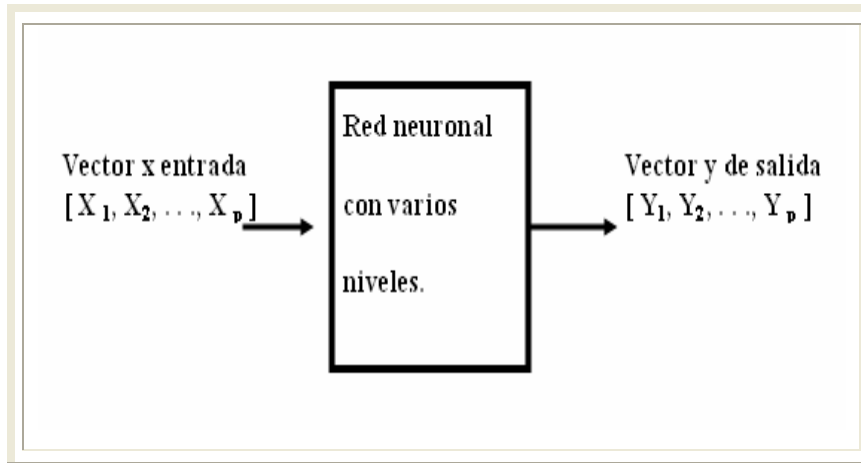 Vector x entrada
[ X 1, X2, . . ., X p ]
Red neuronal
con varios
niveles.
Vector y de salida
[ Y1, Y2, . . ., Y p ]